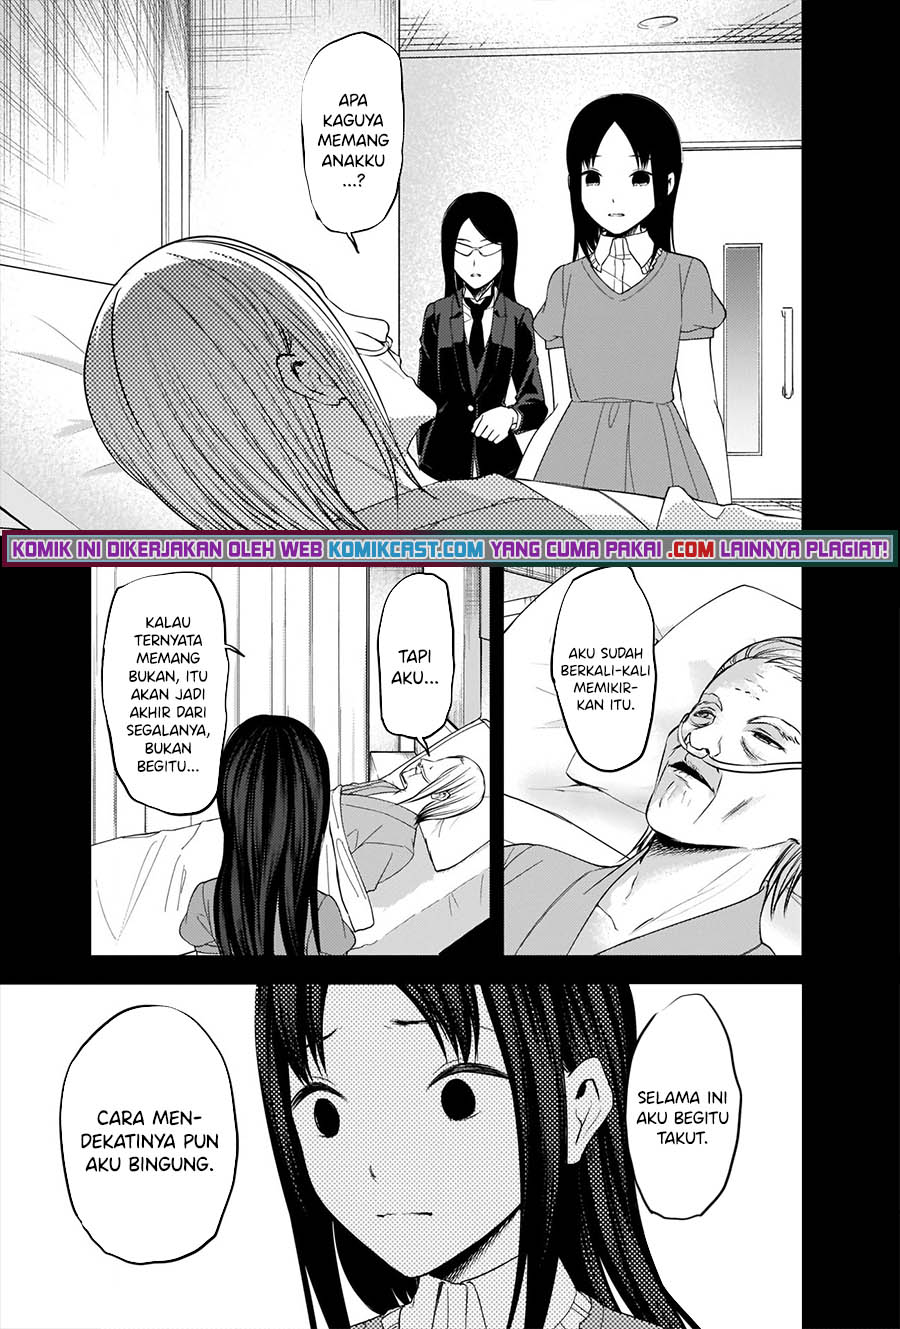 APA
KAGUYA
MEMANG
ANAKKU
...?
KOMIK INI DIKERJAKAN OLEH WEB KOMIKCAST.COM YANG CUMA PAKAI .COM LAINNYA PLAGIAT!
AKU SUDAH
BERKALI-KALI
MEMIKIR-
KAN ITU.
TAPI
AKU...
KALAU
TERNYATA
MEMANG
BUKAN, ITU
AKAN JADI
AKHIR DARI
SEGALANYA,
BUKAN
BEGITU...
SELAMA INI
AKU BEGITU
TAKUT.
CARA MEN-
DEKATINYA PUN
AKU BINGUNG.